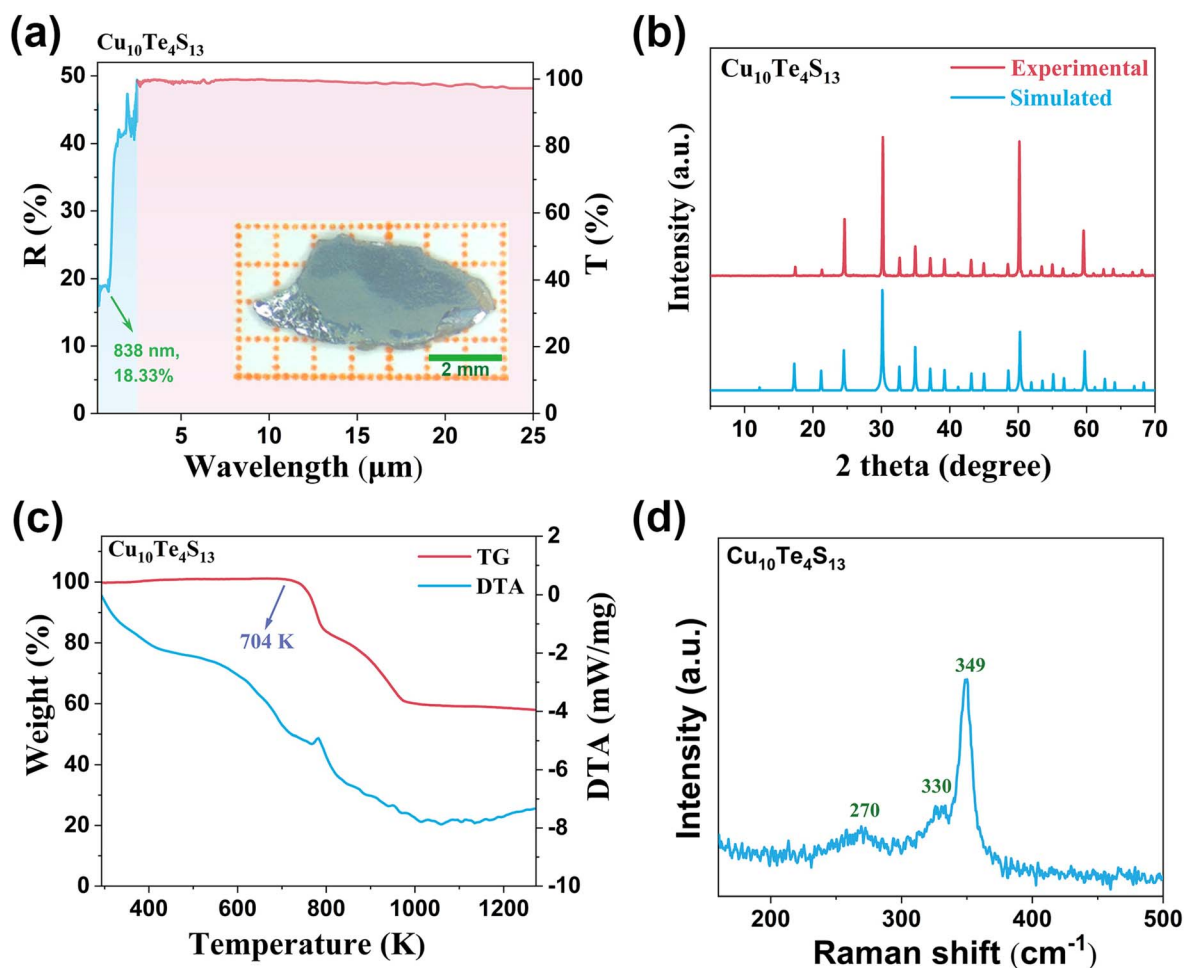 (a)
Cu₁₀Te₄S₁₃
50
40
30
20
10
0
R (%)
100
80
60
40
20
0
T (%)
838 nm,
18.33%
2 mm
5 10 15 20 25
Wavelength (μm)
(b)
Cu₁₀Te₄S₁₃
Experimental
Simulated
Intensity (a.u.)
10 20 30 40 50 60 70
2 theta (degree)
(c)
Cu₁₀Te₄S₁₃
TG
DTA
100
80
60
40
20
0
Weight (%)
704 K
2
0
-2
-4
-6
-8
-10
DTA (mW/mg)
400 600 800 1000 1200
Temperature (K)
(d)
Cu₁₀Te₄S₁₃
349
330
270
Intensity (a.u.)
200 300 400 500
Raman shift (cm⁻¹)